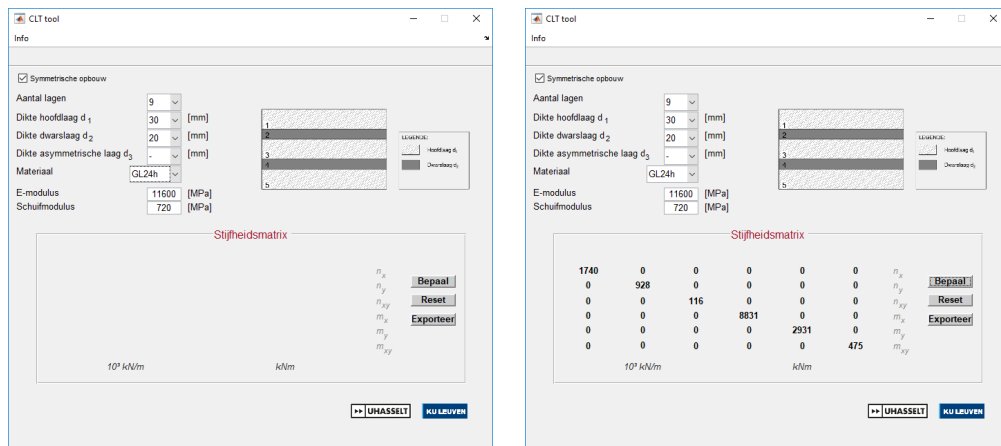 CLT tool
Info
Symmetrische opbouw
Aantal lagen 9
Dikte hoofdlaag d1 30 [mm]
Dikte dwarslaag d2 20 [mm]
Dikte asymmetrische laag d3 - [mm]
Materiaal GL24h
E-modulus 11600 [MPa]
Schuifmodulus 720 [MPa]
1
2
3
4
5
LEGENDE:
Hoofdlaag d1
Dwarslaag d2
Stijfheidsmatrix
nx
ny
nxy
mx
my
mxy
Bepaal
Reset
Exporteer
10³ kN/m kNm
UHASSELT KU LEUVEN
CLT tool
Info
Symmetrische opbouw
Aantal lagen 9
Dikte hoofdlaag d1 30 [mm]
Dikte dwarslaag d2 20 [mm]
Dikte asymmetrische laag d3 - [mm]
Materiaal GL24h
E-modulus 11600 [MPa]
Schuifmodulus 720 [MPa]
1
2
3
4
5
LEGENDE:
Hoofdlaag d1
Dwarslaag d2
Stijfheidsmatrix
1740 0 0 0 0 0 nx
0 928 0 0 0 0 ny
0 0 116 0 0 0 nxy
0 0 0 8831 0 0 mx
0 0 0 0 2931 0 my
0 0 0 0 0 475 mxy
Bepaal
Reset
Exporteer
10³ kN/m kNm
UHASSELT KU LEUVEN